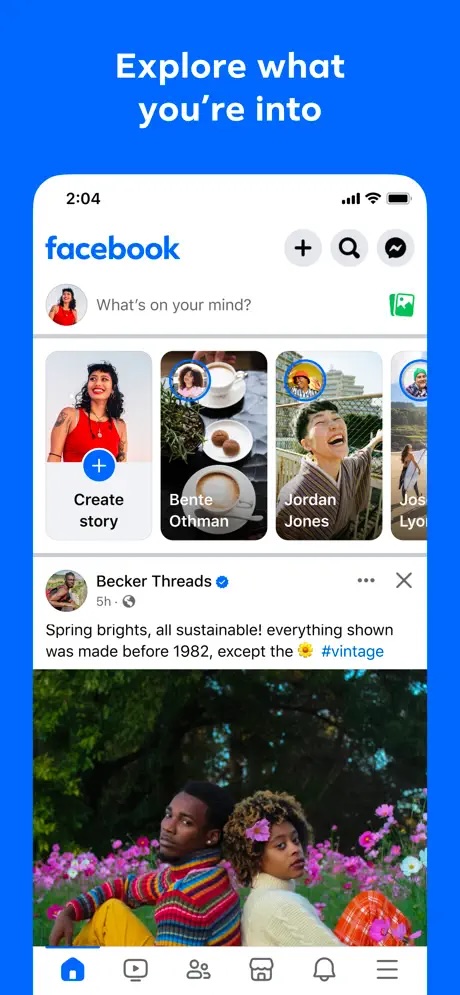 Explore what
you’re into
2:04
facebook
What’s on your mind?
Create
story
Bente
Othman
Jordan
Jones
Jos
Lyo
Becker Threads
5h ·
Spring brights, all sustainable! everything shown
was made before 1982, except the 🌼 #vintage